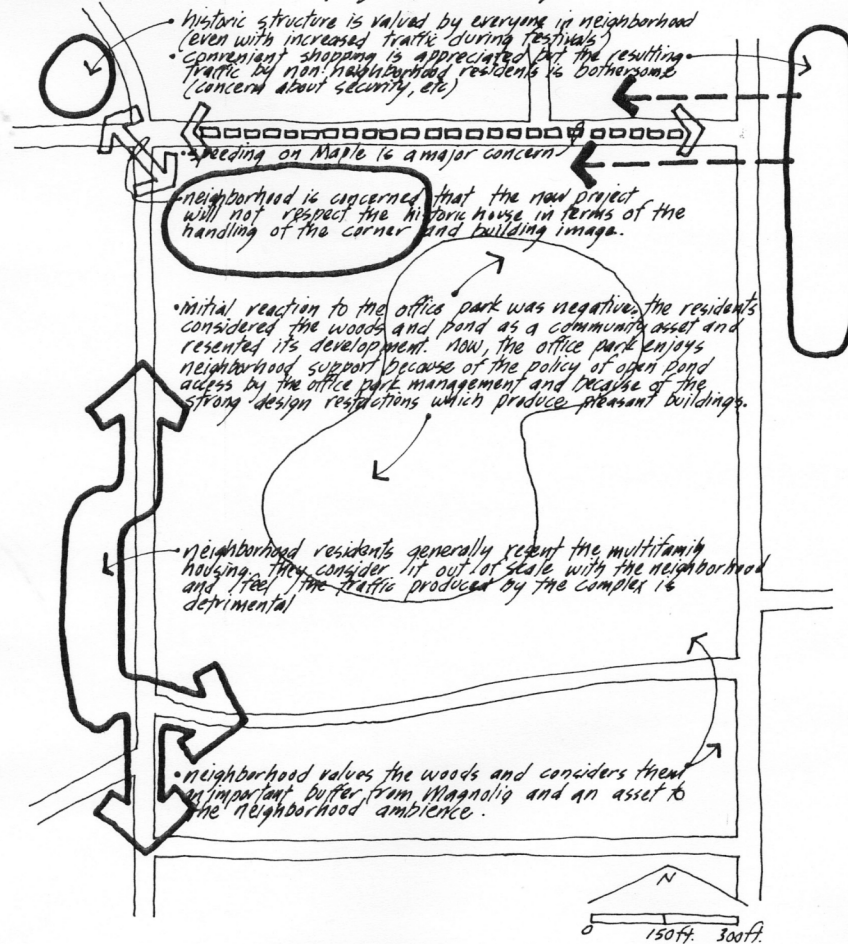 • historic structure is valued by everyone in neighborhood
(even with increased traffic during festivals)
• convenient shopping is appreciated but the resulting
traffic by non neighborhood residents is bothersome
(concern about security, etc)
• speeding on Maple is a major concern
• neighborhood is concerned that the new project
will not respect the historic house in terms of the
handling of the corner and building image.
• initial reaction to the office park was negative, the residents
considered the woods and pond as a community asset and
resented its development. now, the office park enjoys
neighborhood support because of the policy of open pond
access by the office park management and because of the
strong design restrictions which produce pleasant buildings.
• neighborhood residents generally resent the multifamily
housing. they consider it out of scale with the neighborhood
and feel the traffic produced by the complex is
detrimental
• neighborhood values the woods and considers them
an important buffer from Magnolia and an asset to
the neighborhood ambience.
N
0 150ft. 300ft.